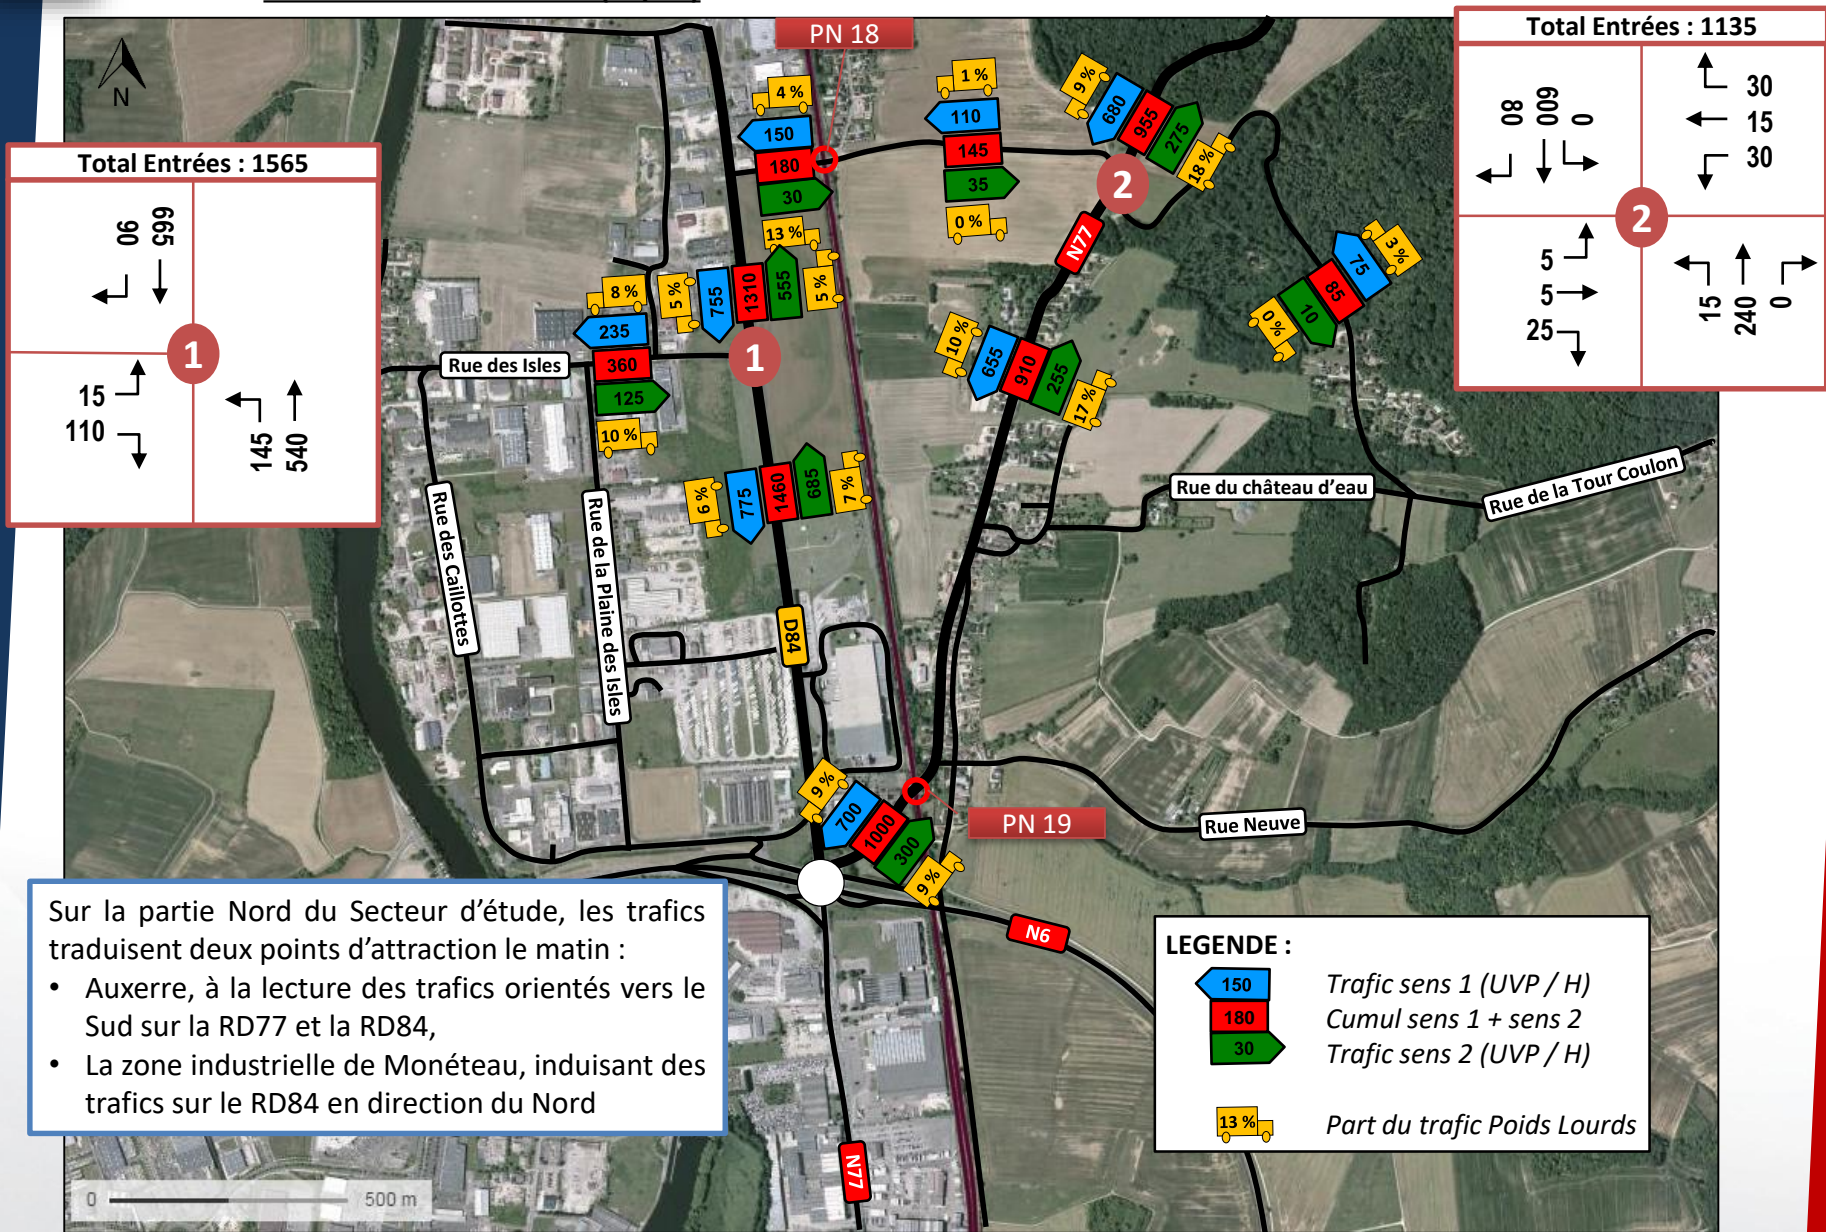 PN 18
Total Entrées : 1135
80
600
0
30
15
30
2
5
5
25
15
240
0
Total Entrées : 1565
90
665
1
15
110
145
540
N
4 %
150
180
30
13 %
1 %
110
145
35
0 %
9 %
680
955
275
18 %
2
N77
3 %
75
85
10
0 %
8 %
235
360
125
10 %
5 %
755
1310
555
5 %
1
10 %
655
910
255
17 %
Rue des Isles
6 %
775
1460
685
7 %
Rue du château d'eau
Rue de la Tour Coulon
Rue des Caillottes
Rue de la Plaine des Isles
D84
9 %
700
1000
300
9 %
PN 19
Rue Neuve
N6
N77
Sur la partie Nord du Secteur d'étude, les trafics
traduisent deux points d'attraction le matin :
• Auxerre, à la lecture des trafics orientés vers le
Sud sur la RD77 et la RD84,
• La zone industrielle de Monéteau, induisant des
trafics sur le RD84 en direction du Nord
LEGENDE :
150 Trafic sens 1 (UVP / H)
180 Cumul sens 1 + sens 2
30 Trafic sens 2 (UVP / H)
13 % Part du trafic Poids Lourds
0 500 m